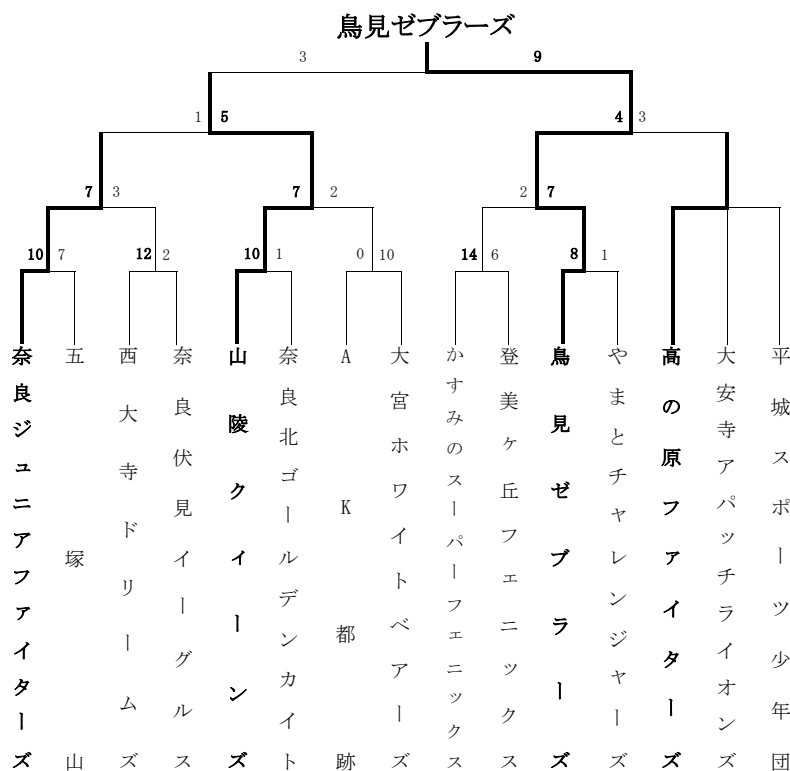 鳥見ゼブラーズ
3 9
1 5 4 3
7 3 7 2 2 7
10 7 12 2 10 1 0 10 14 6 8 1
奈良ジュニアファイターズ
五塚山
西大寺ドリームズ
奈良伏見イーグルス
山陵クィーンズ
奈良北ゴールデンカイト
AK都跡
大宮ホワイトベアーズ
かすみのスーパーフェニックス
登美ヶ丘フェニックス
鳥見ゼブラーズ
やまとチャレンジャーズ
高の原ファイターズ
大安寺アパッチライオンズ
平城スポーツ少年団